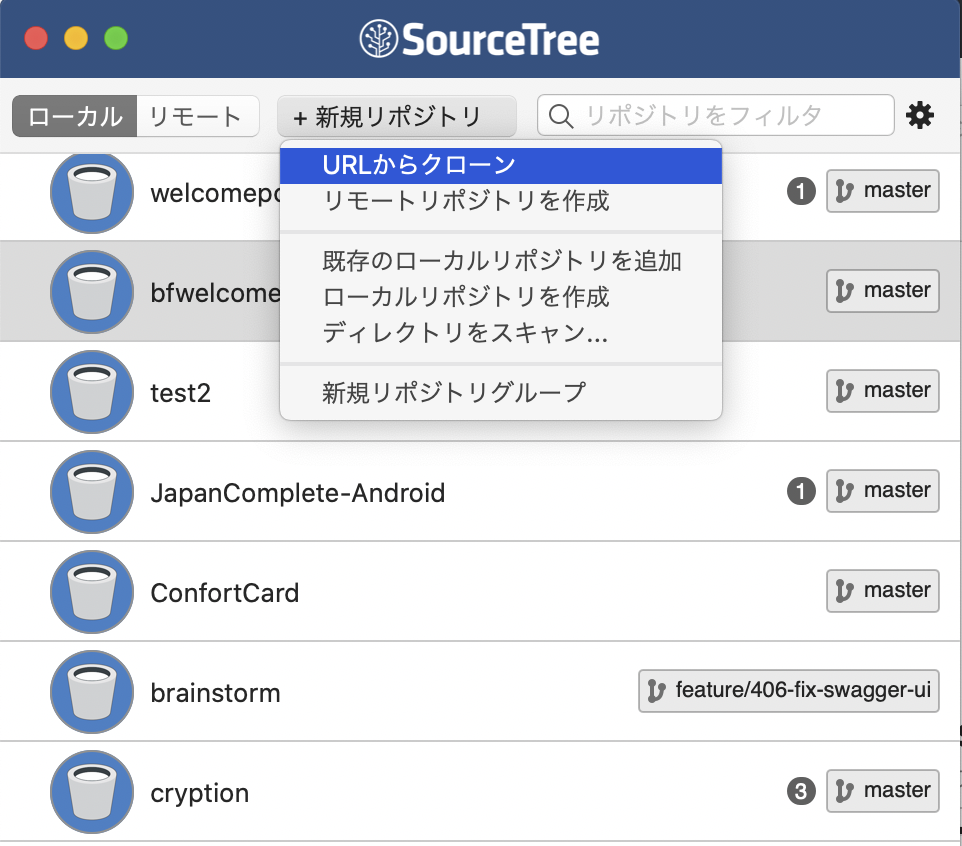 SourceTree
ローカル リモート + 新規リポジトリ リポジトリをフィルタ
URLからクローン
リモートリポジトリを作成
既存のローカルリポジトリを追加
ローカルリポジトリを作成
ディレクトリをスキャン...
新規リポジトリグループ
1 master
bfwelcome master
test2 master
JapanComplete-Android 1 master
ConfortCard master
brainstorm feature/406-fix-swagger-ui
cryption 3 master